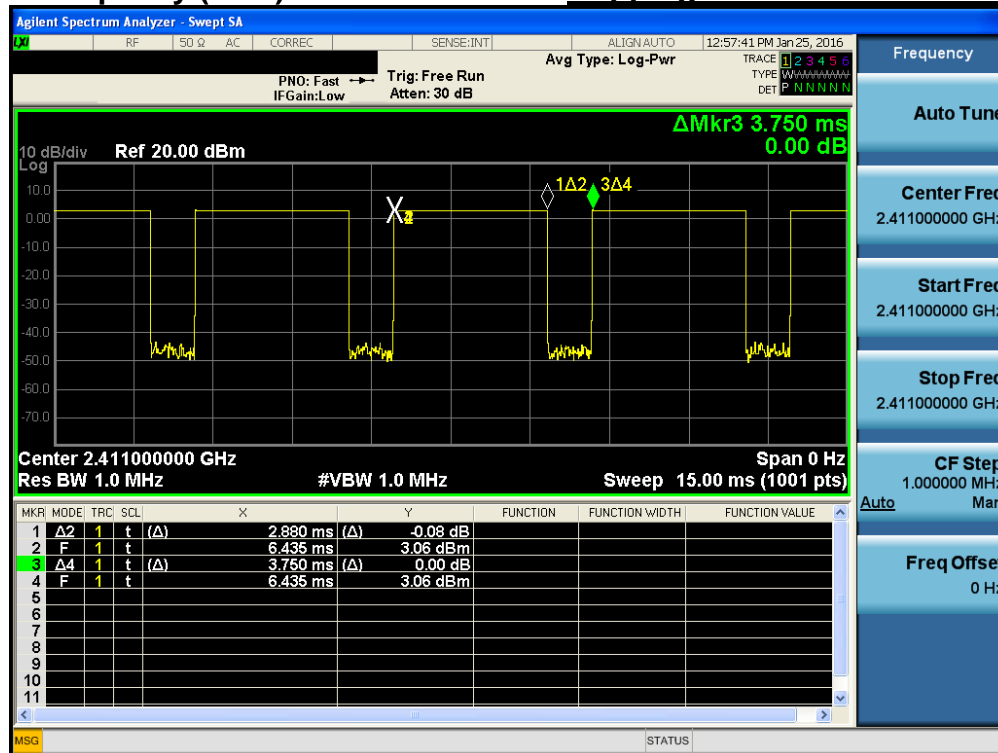 Agilent Spectrum Analyzer - Swept SA
LXI RF 50 Ω AC CORREC SENSE:INT ALIGN AUTO 12:57:41 PM Jan 25, 2016
PNO: Fast Trig: Free Run Avg Type: Log-Pwr TRACE 1 2 3 4 5 6
IFGain:Low Atten: 30 dB TYPE
DET P N N N N N
Frequency
Auto Tune
ΔMkr3 3.750 ms
0.00 dB
10 dB/div Ref 20.00 dBm
Log
10.0
0.00
-10.0
-20.0
-30.0
-40.0
-50.0
-60.0
-70.0
1Δ2 3Δ4
X
Center 2.411000000 GHz Span 0 Hz
Res BW 1.0 MHz #VBW 1.0 MHz Sweep 15.00 ms (1001 pts)
Center Freq
2.411000000 GHz
Start Freq
2.411000000 GHz
Stop Freq
2.411000000 GHz
CF Step
1.000000 MHz
Auto Man
Freq Offset
0 Hz
MKR MODE TRC SCL X Y FUNCTION FUNCTION WIDTH FUNCTION VALUE
1 Δ2 1 t (Δ) 2.880 ms (Δ) -0.08 dB
2 F 1 t 6.435 ms 3.06 dBm
3 Δ4 1 t (Δ) 3.750 ms (Δ) 0.00 dB
4 F 1 t 6.435 ms 3.06 dBm
5
6
7
8
9
10
11
MSG STATUS